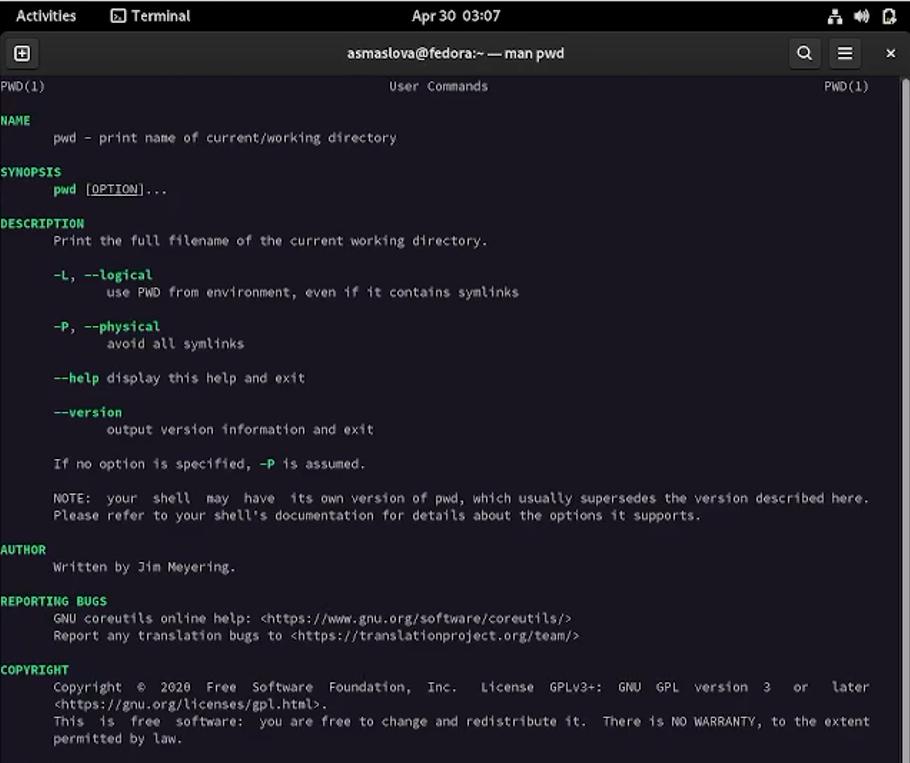 Activities Terminal Apr 30 03:07
asmaslova@fedora:~ — man pwd
PWD(1) User Commands PWD(1)
NAME
pwd - print name of current/working directory
SYNOPSIS
pwd [OPTION]...
DESCRIPTION
Print the full filename of the current working directory.
-L, --logical
use PWD from environment, even if it contains symlinks
-P, --physical
avoid all symlinks
--help display this help and exit
--version
output version information and exit
If no option is specified, -P is assumed.
NOTE: your shell may have its own version of pwd, which usually supersedes the version described here.
Please refer to your shell's documentation for details about the options it supports.
AUTHOR
Written by Jim Meyering.
REPORTING BUGS
GNU coreutils online help: <https://www.gnu.org/software/coreutils/>
Report any translation bugs to <https://translationproject.org/team/>
COPYRIGHT
Copyright © 2020 Free Software Foundation, Inc. License GPLv3+: GNU GPL version 3 or later
<https://gnu.org/licenses/gpl.html>.
This is free software: you are free to change and redistribute it. There is NO WARRANTY, to the extent
permitted by law.